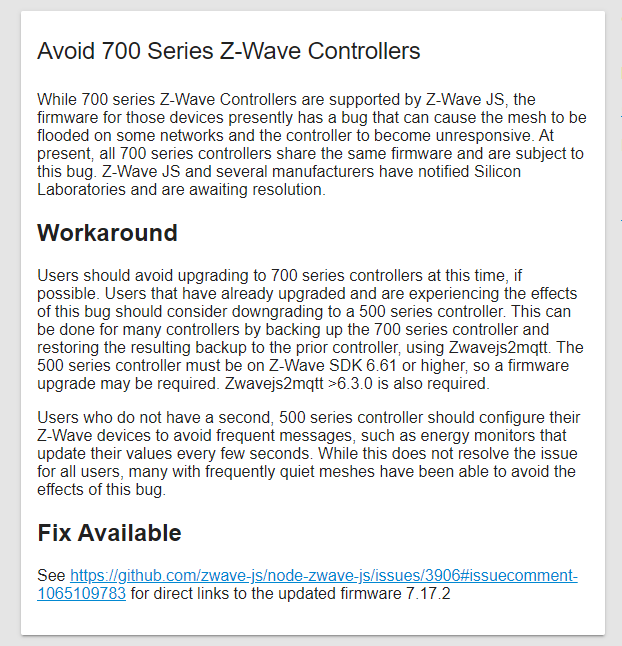 Avoid 700 Series Z-Wave Controllers
While 700 series Z-Wave Controllers are supported by Z-Wave JS, the
firmware for those devices presently has a bug that can cause the mesh to be
flooded on some networks and the controller to become unresponsive. At
present, all 700 series controllers share the same firmware and are subject to
this bug. Z-Wave JS and several manufacturers have notified Silicon
Laboratories and are awaiting resolution.
Workaround
Users should avoid upgrading to 700 series controllers at this time, if
possible. Users that have already upgraded and are experiencing the effects
of this bug should consider downgrading to a 500 series controller. This can
be done for many controllers by backing up the 700 series controller and
restoring the resulting backup to the prior controller, using Zwavejs2mqtt. The
500 series controller must be on Z-Wave SDK 6.61 or higher, so a firmware
upgrade may be required. Zwavejs2mqtt >6.3.0 is also required.
Users who do not have a second, 500 series controller should configure their
Z-Wave devices to avoid frequent messages, such as energy monitors that
update their values every few seconds. While this does not resolve the issue
for all users, many with frequently quiet meshes have been able to avoid the
effects of this bug.
Fix Available
See https://github.com/zwave-js/node-zwave-js/issues/3906#issuecomment-
1065109783 for direct links to the updated firmware 7.17.2